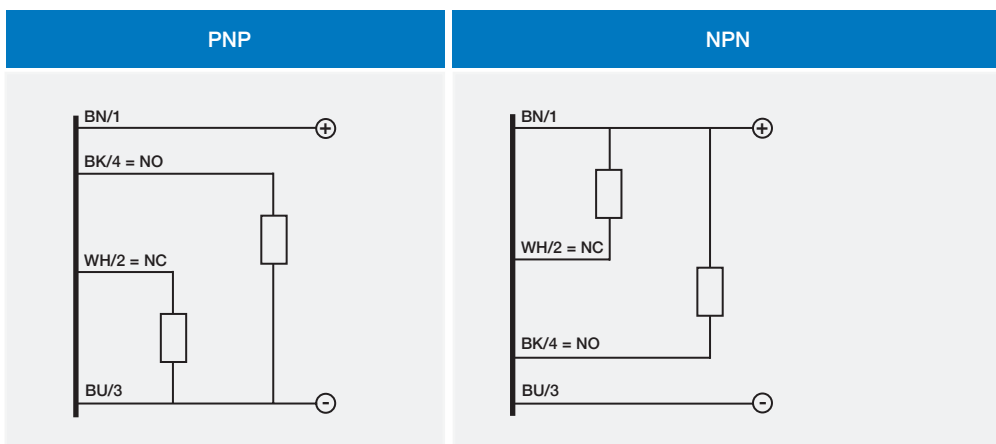 PNP
BN/1
+
BK/4 = NO
WH/2 = NC
BU/3
-
NPN
BN/1
+
WH/2 = NC
BK/4 = NO
BU/3
-